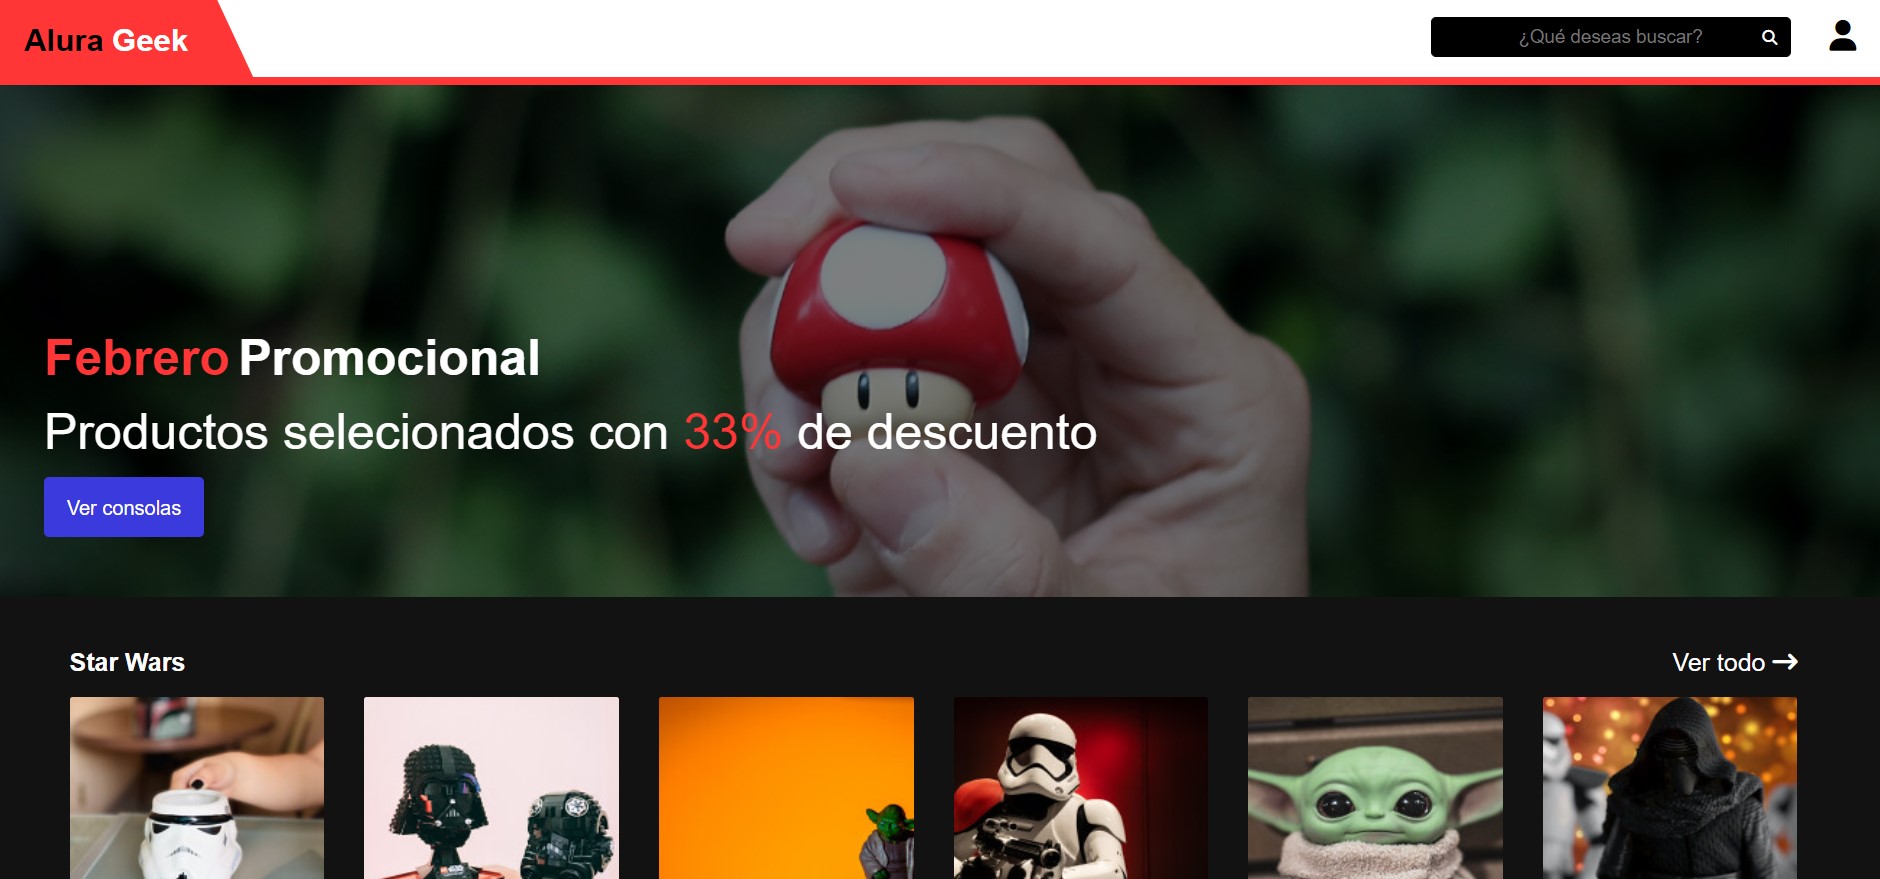 Alura Geek
¿Qué deseas buscar?
Febrero Promocional
Productos selecionados con 33% de descuento
Ver consolas
Star Wars
Ver todo